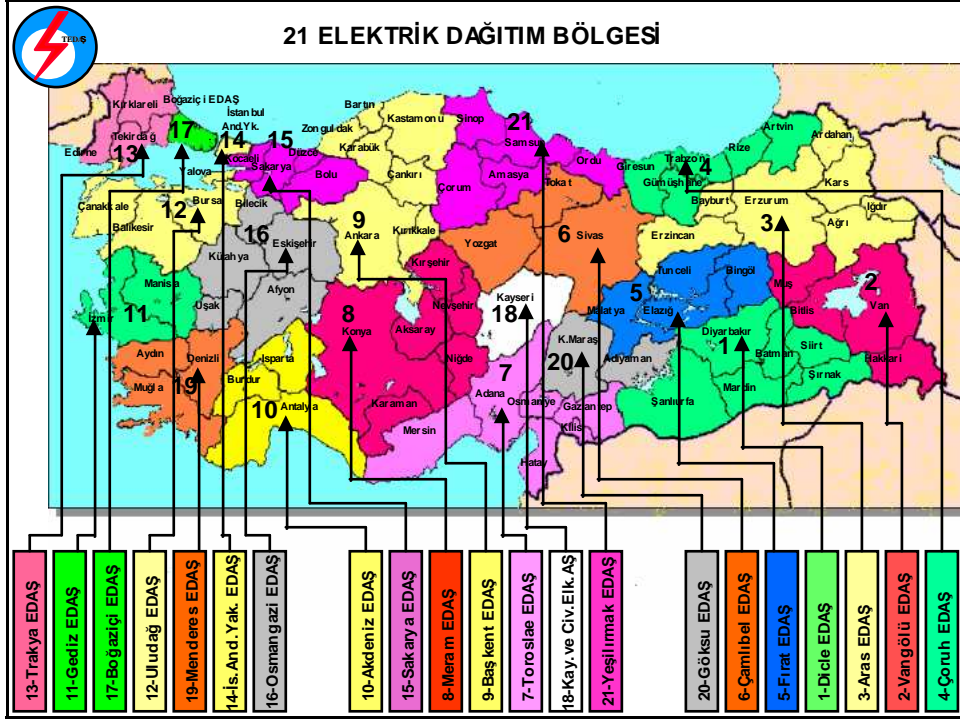 TEDAŞ
21 ELEKTRİK DAĞITIM BÖLGESİ
Kırklareli
Tekirdağ
Edirne
13
Boğaziçi EDAŞ
17
İstanbul
And.Yk.
14
Kocaeli
Yalova
15
Sakarya
Düzce
Bolu
Bartın
Zonguldak
Karabük
Kastamonu
Çankırı
Sinop
21
Samsun
Amasya
Çorum
Ordu
Tokat
Giresun
Trabzon
4
Gümüşhane
Rize
Artvin
Ardahan
Kars
Iğdır
Ağrı
Bayburt
Erzurum
3
Erzincan
Çanakkale
Balıkesir
12
Bursa
Bilecik
16
Eskişehir
Kütahya
Afyon
Uşak
9
Ankara
Kırıkkale
Yozgat
6
Sivas
Kırşehir
Nevşehir
Kayseri
18
8
Konya
Aksaray
Niğde
Karaman
Manisa
İzmir
11
Aydın
Denizli
Muğla
19
Isparta
Burdur
10
Antalya
Mersin
7
Adana
Osmaniye
Gaziantep
Kilis
Hatay
K.Maraş
20
Adıyaman
Malatya
5
Elazığ
Tunceli
Bingöl
Muş
2
Van
Bitlis
Hakkari
Diyarbakır
1
Batman
Siirt
Şırnak
Mardin
Şanlıurfa
13-Trakya EDAŞ
11-Gediz EDAŞ
17-Boğaziçi EDAŞ
12-Uludağ EDAŞ
19-Menderes EDAŞ
14-İs.And.Yak. EDAŞ
16-Osmangazi EDAŞ
10-Akdeniz EDAŞ
15-Sakarya EDAŞ
8-Meram EDAŞ
9-Başkent EDAŞ
7-Toroslae EDAŞ
18-Kay.ve Civ.Elk.AŞ
21-Yeşilırmak EDAŞ
20-Göksu EDAŞ
6-Çamlıbel EDAŞ
5-Fırat EDAŞ
1-Dicle EDAŞ
3-Aras EDAŞ
2-Vangölü EDAŞ
4-Çoruh EDAŞ